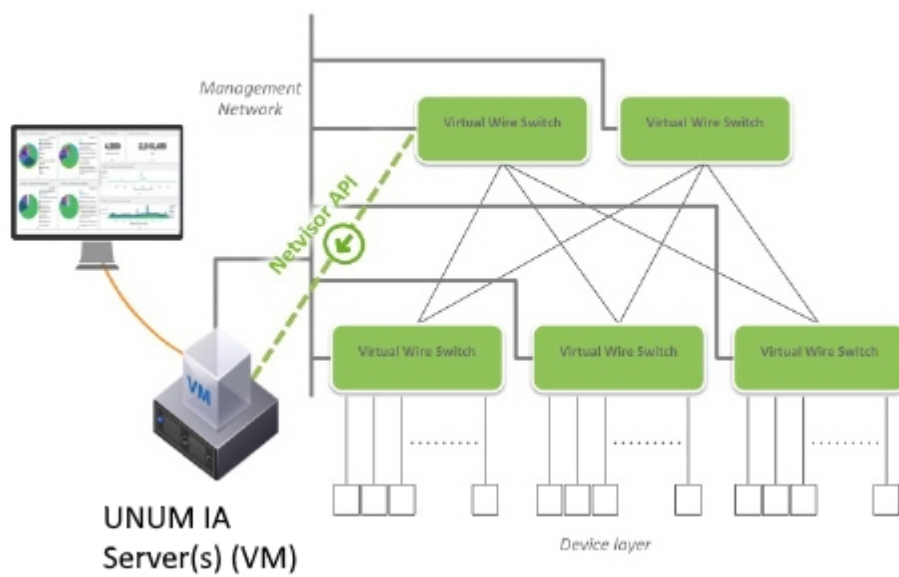 Management
Network
Virtual Wire Switch
Virtual Wire Switch
Netvisor API
Virtual Wire Switch
Virtual Wire Switch
Virtual Wire Switch
VM
UNUM IA
Server(s) (VM)
Device layer